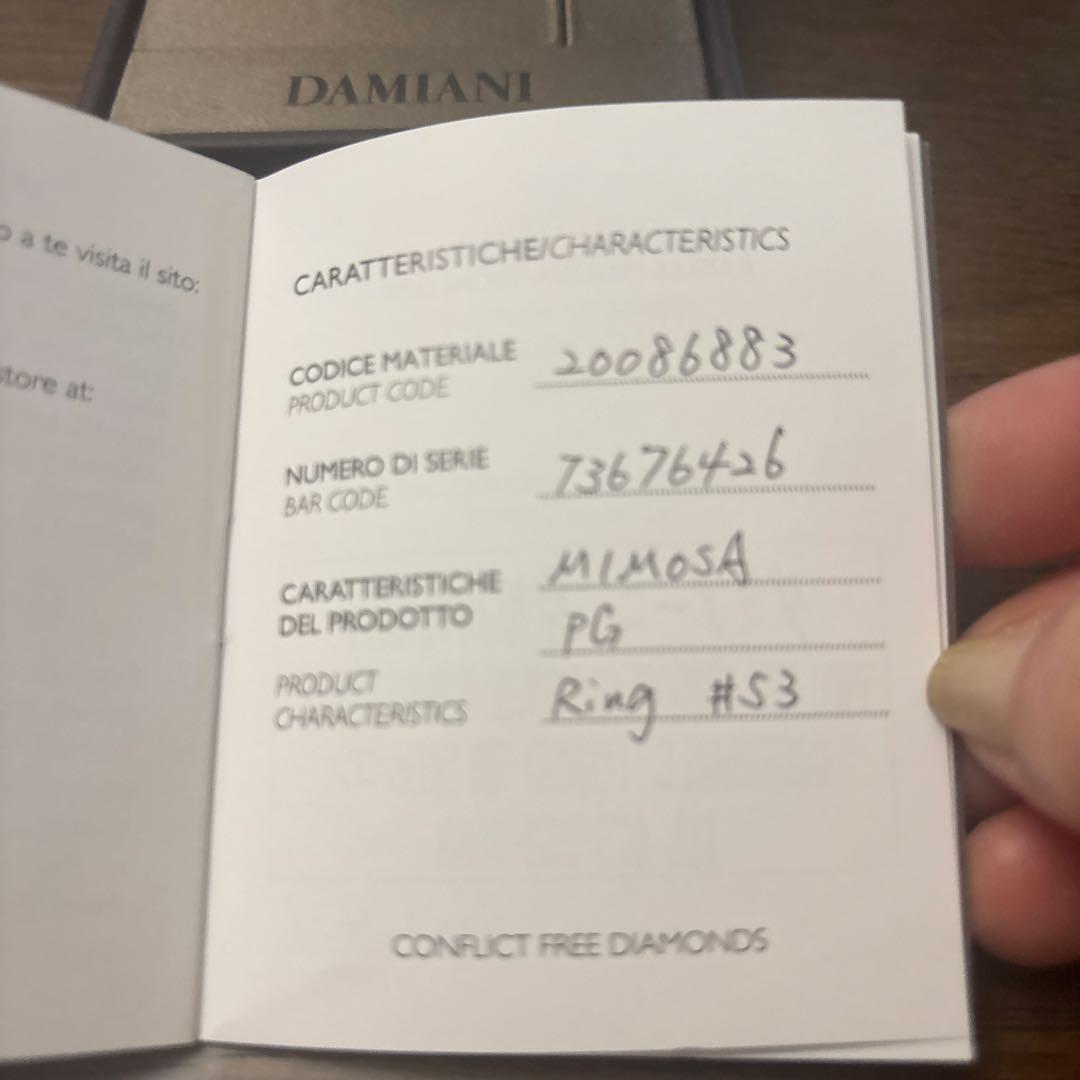 DAMIANI
a te visita il sito:
store at:
CARATTERISTICHE/CHARACTERISTICS
CODICE MATERIALE 20086883
PRODUCT CODE
NUMERO DI SERIE 73676426
BAR CODE
CARATTERISTICHE MIMOSA
DEL PRODOTTO PG
PRODUCT
CHARACTERISTICS Ring #53
CONFLICT FREE DIAMONDS